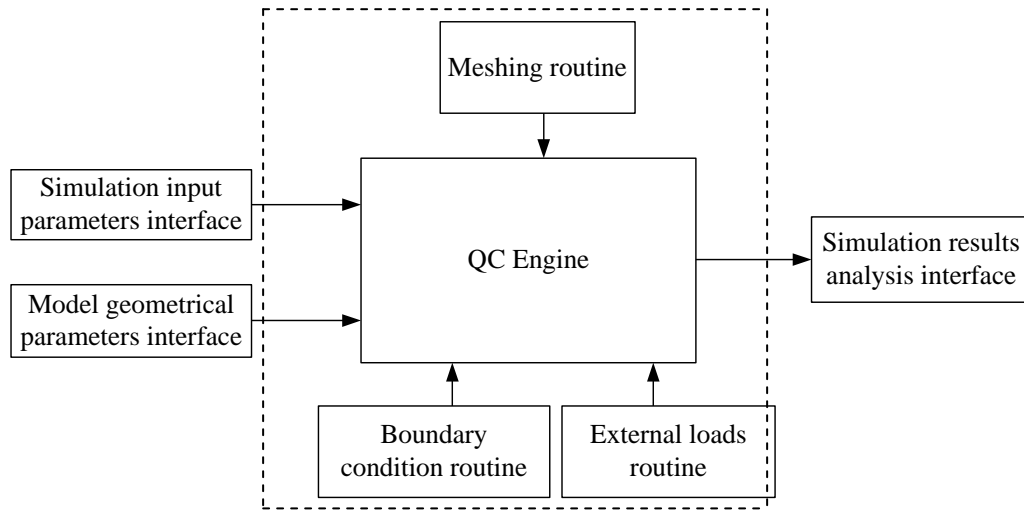 Meshing routine
Simulation input
parameters interface
QC Engine
Simulation results
analysis interface
Model geometrical
parameters interface
Boundary
condition routine
External loads
routine